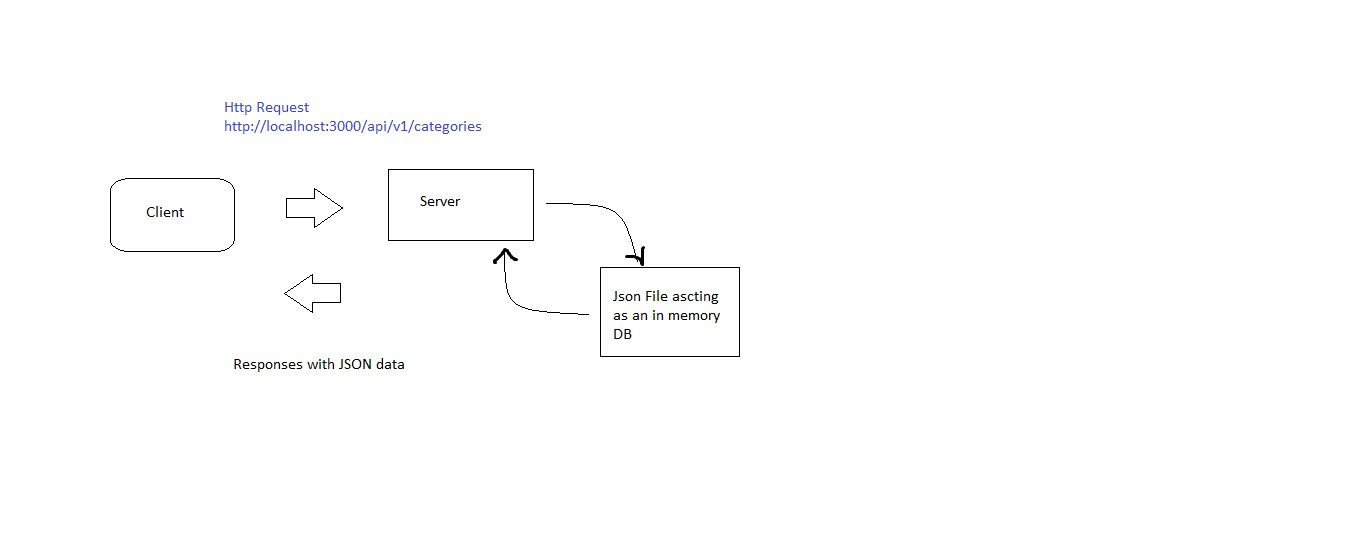 Http Request
http://localhost:3000/api/v1/categories
Client
Server
Json File ascting
as an in memory
DB
Responses with JSON data